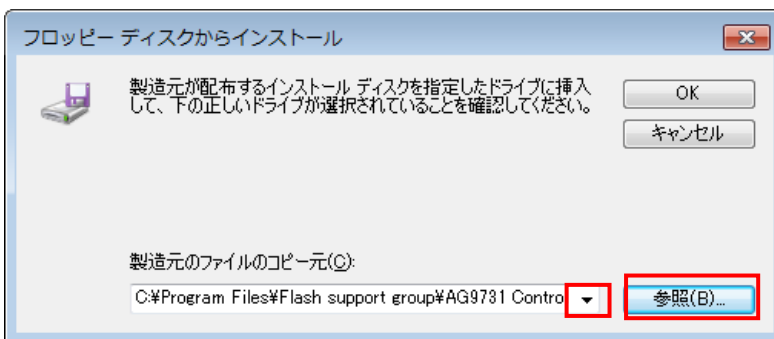 フロッピー ディスクからインストール
製造元が配布するインストール ディスクを指定したドライブに挿入
して、下の正しいドライブが選択されていることを確認してください。
OK
キャンセル
製造元のファイルのコピー元(C):
C:¥Program Files¥Flash support group¥AG9731 Contro
参照(B)...